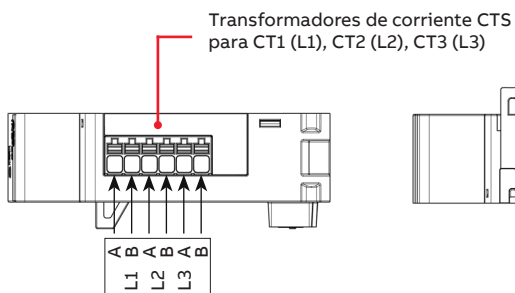 Transformadores de corriente CTS
para CT1 (L1), CT2 (L2), CT3 (L3)
A B A B A B
L1 L2 L3